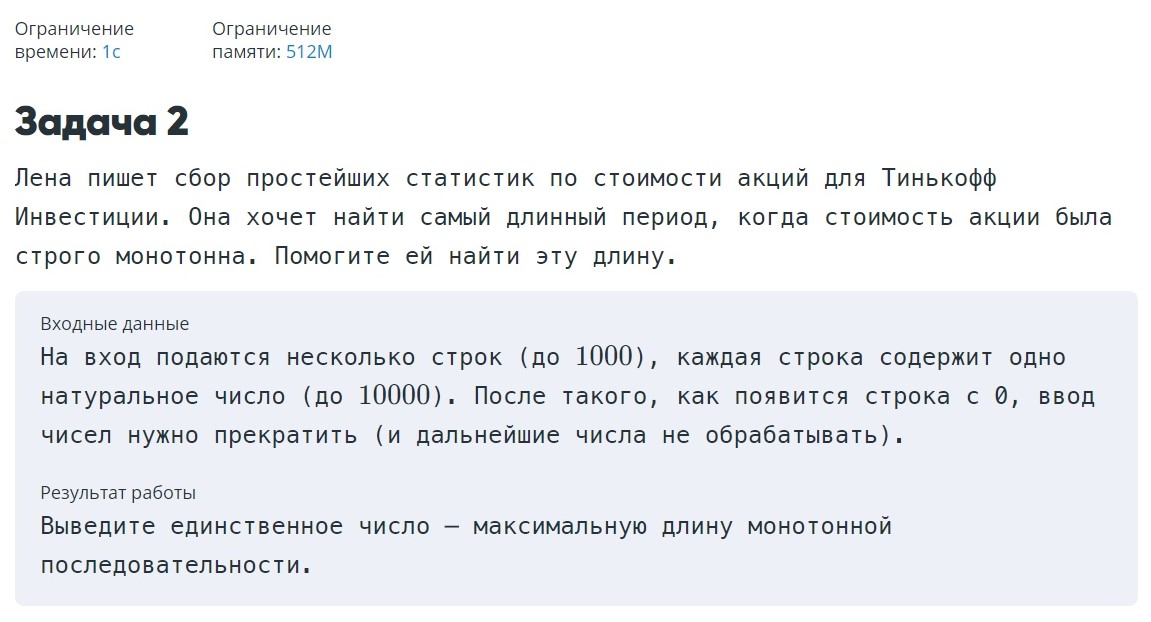 Ограничение
времени: 1с
Ограничение
памяти: 512M
Задача 2
Лена пишет сбор простейших статистик по стоимости акций для Тинькофф
Инвестиции. Она хочет найти самый длинный период, когда стоимость акции была
строго монотонна. Помогите ей найти эту длину.
Входные данные
На вход подаются несколько строк (до 1000), каждая строка содержит одно
натуральное число (до 10000). После такого, как появится строка с 0, ввод
чисел нужно прекратить (и дальнейшие числа не обрабатывать).
Результат работы
Выведите единственное число — максимальную длину монотонной
последовательности.